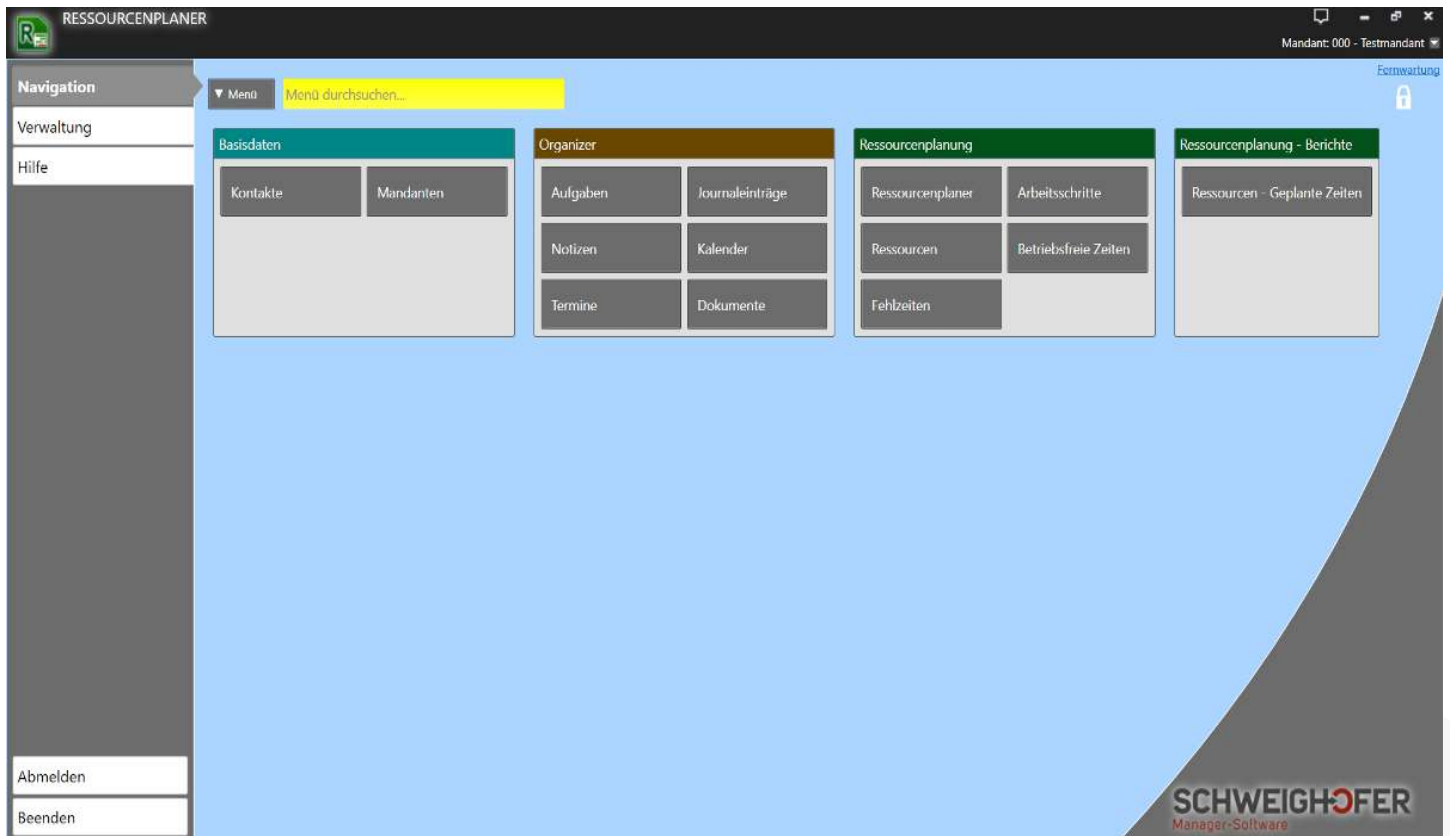 RESSOURCENPLANER
Mandant: 000 - Testmandant
Navigation
Verwaltung
Hilfe
Fernwartung
Menü
Menü durchsuchen...
Basisdaten
Kontakte
Mandanten
Organizer
Aufgaben
Journaleinträge
Notizen
Kalender
Termine
Dokumente
Ressourcenplanung
Ressourcenplaner
Arbeitsschritte
Ressourcen
Betriebsfreie Zeiten
Fehlzeiten
Ressourcenplanung - Berichte
Ressourcen - Geplante Zeiten
Abmelden
Beenden
SCHWEIGHOFER
Manager-Software